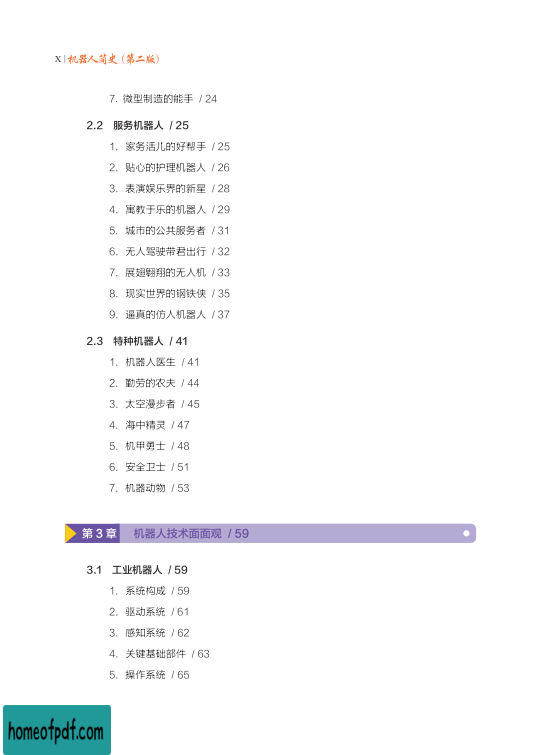 X | 机器人简史（第二版）
7. 微型制造的能手 / 24
2.2 服务机器人 / 25
1. 家务活儿的好帮手 / 25
2. 贴心的护理机器人 / 26
3. 表演娱乐界的新星 / 28
4. 寓教于乐的机器人 / 29
5. 城市的公共服务者 / 31
6. 无人驾驶带君出行 / 32
7. 展翅翱翔的无人机 / 33
8. 现实世界的钢铁侠 / 35
9. 逼真的仿人机器人 / 37
2.3 特种机器人 / 41
1. 机器人医生 / 41
2. 勤劳的农夫 / 44
3. 太空漫步者 / 45
4. 海中精灵 / 47
5. 机甲勇士 / 48
6. 安全卫士 / 51
7. 机器动物 / 53
第 3 章 机器人技术面面观 / 59
3.1 工业机器人 / 59
1. 系统构成 / 59
2. 驱动系统 / 61
3. 感知系统 / 62
4. 关键基础部件 / 63
5. 操作系统 / 65
homeofpdf.com